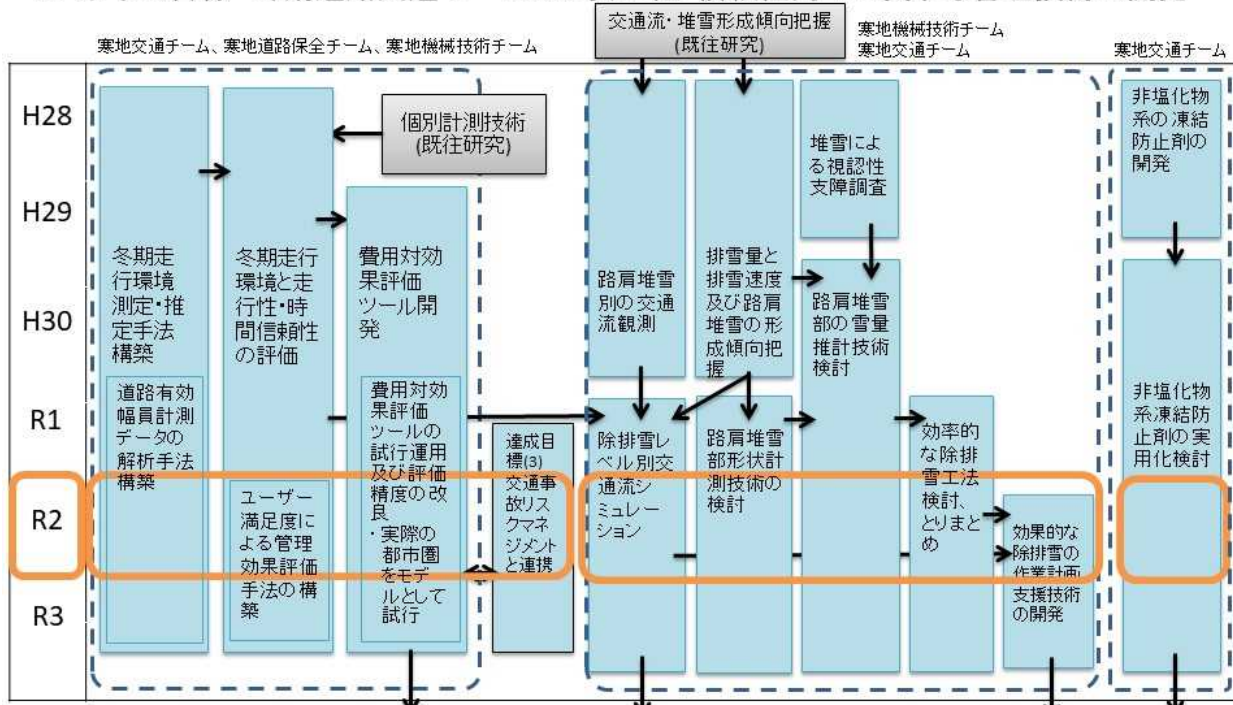 寒地交通チーム、寒地道路保全チーム、寒地機械技術チーム
交通流・堆雪形成傾向把握
(既往研究)
寒地機械技術チーム
寒地交通チーム
寒地交通チーム
H28
H29
H30
R1
R2
R3
冬期走
行環境
測定・推
定手法
構築
道路有効
幅員計測
データの
解析手法
構築
冬期走行
環境と走
行性・時
間信頼性
の評価
ユーザー
満足度に
よる管理
効果評価
手法の構
築
個別計測技術
(既往研究)
費用対効
果評価
ツール開
発
費用対効
果評価
ツールの
試行運用
及び評価
精度の改
良
・実際の
都市圏
をモデ
ルとして
試行
達成目
標(3)
交通事
故リス
クマネ
ジメント
と連携
路肩堆雪
別の交通
流観測
除排雪レ
ベル別交
通流シ
ミュレー
ション
排雪量と
排雪速度
及び路肩
堆雪の形
成傾向把
握
路肩堆雪
部形状計
測技術の
検討
堆雪によ
る視認性
支障調査
路肩堆雪
部の雪量
推計技術
検討
効率的
な除排
雪工法
検討、
とりまと
め
効果的な
除排雪の
作業計画
支援技術
の開発
非塩化物
系の凍結
防止剤の
開発
非塩化物
系凍結防
止剤の実
用化検討